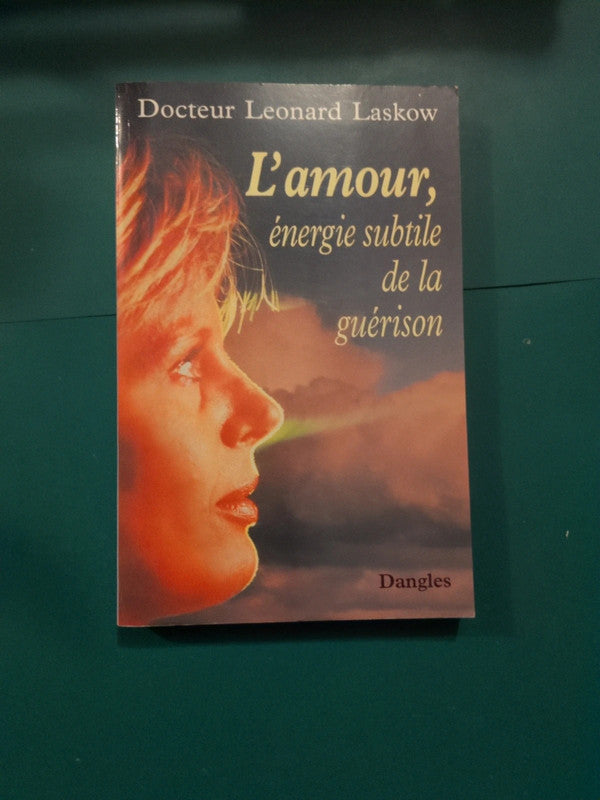 Docteur Leonard Laskow
L'amour,
énergie subtile
de la
guérison
Dangles